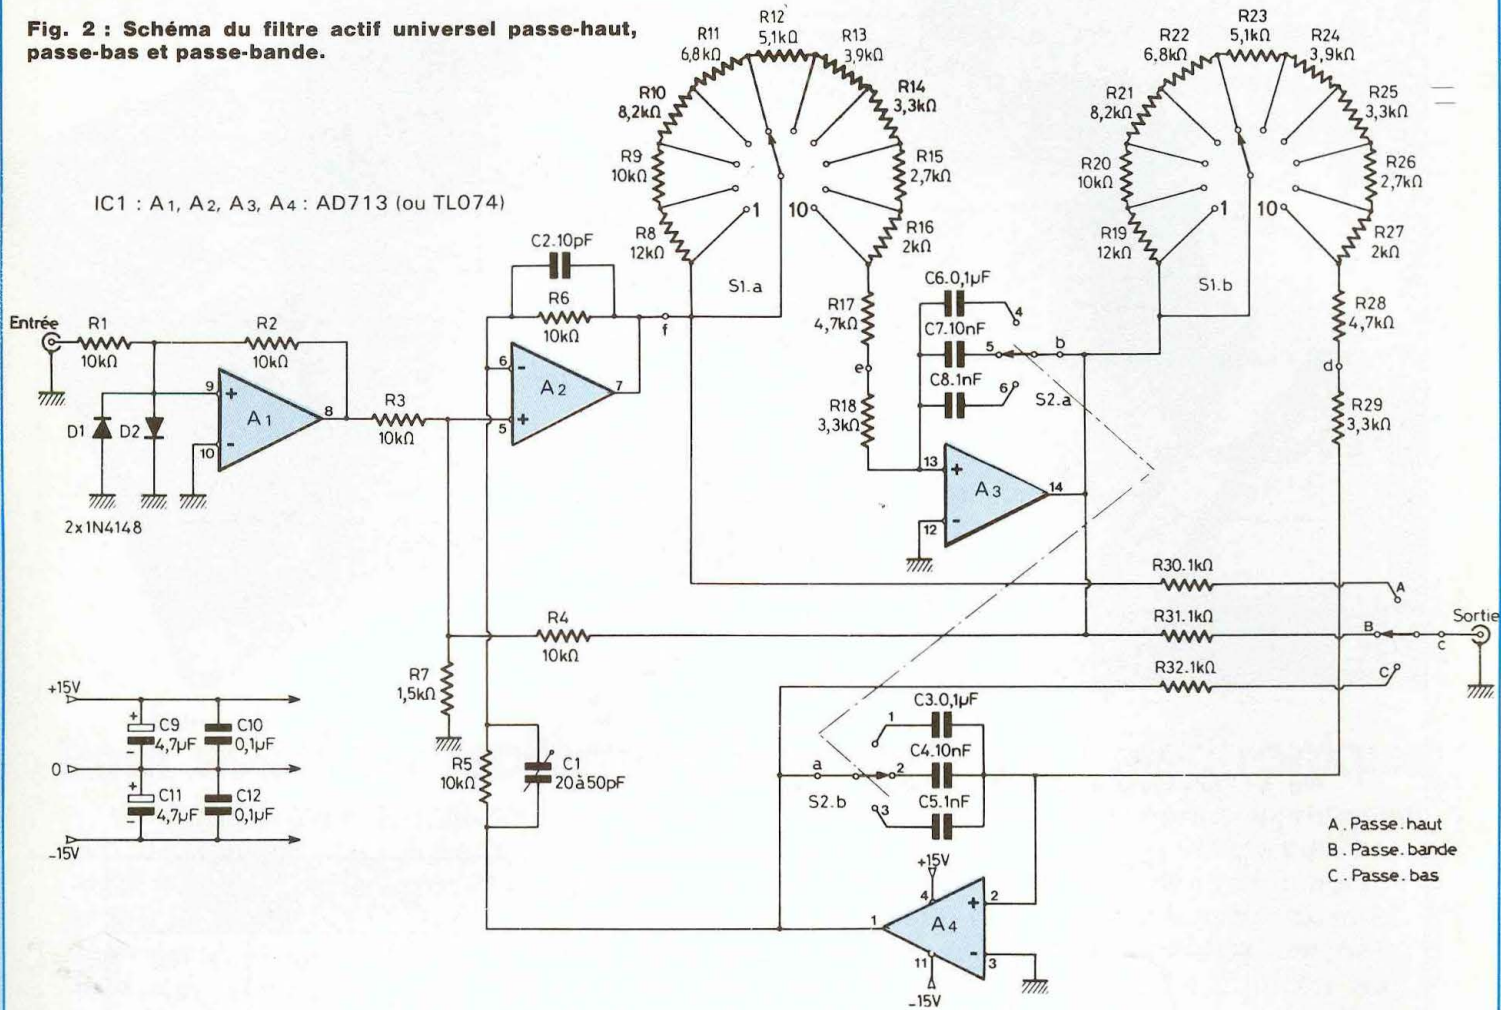 Fig. 2 : Schéma du filtre actif universel passe-haut,
passe-bas et passe-bande.
IC1 : A1, A2, A3, A4 : AD713 (ou TL074)
R12
5,1kΩ
R11
6,8kΩ
R13
3,9kΩ
R10
8,2kΩ
R14
3,3kΩ
R9
10kΩ
R15
2,7kΩ
R8
12kΩ
R16
2kΩ
1
10
S1.a
R23
5,1kΩ
R22
6,8kΩ
R24
3,9kΩ
R21
8,2kΩ
R25
3,3kΩ
R20
10kΩ
R26
2,7kΩ
R19
12kΩ
R27
2kΩ
1
10
S1.b
C2.10pF
R6
10kΩ
f
Entrée
R1
10kΩ
R2
10kΩ
9
+
A1
8
10
-
D1
D2
2x1N4148
R3
10kΩ
6
-
A2
7
+
5
R17
4,7kΩ
e
R18
3,3kΩ
C6.0,1µF
4
C7.10nF
5
b
C8.1nF
6
S2.a
R28
4,7kΩ
d
R29
3,3kΩ
13
+
A3
14
12
-
R30.1kΩ
A
R4
10kΩ
R31.1kΩ
B
c
Sortie
R32.1kΩ
C
R7
1,5kΩ
+15V
+
C9
4,7µF
-
C10
0,1µF
0
+
C11
4,7µF
-
C12
0,1µF
-15V
R5
10kΩ
C1
20à50pF
1
C3.0,1µF
a
2
C4.10nF
S2.b
3
C5.1nF
+15V
4
+
2
1
A4
-
3
11
-15V
A . Passe.haut
B . Passe.bande
C . Passe.bas